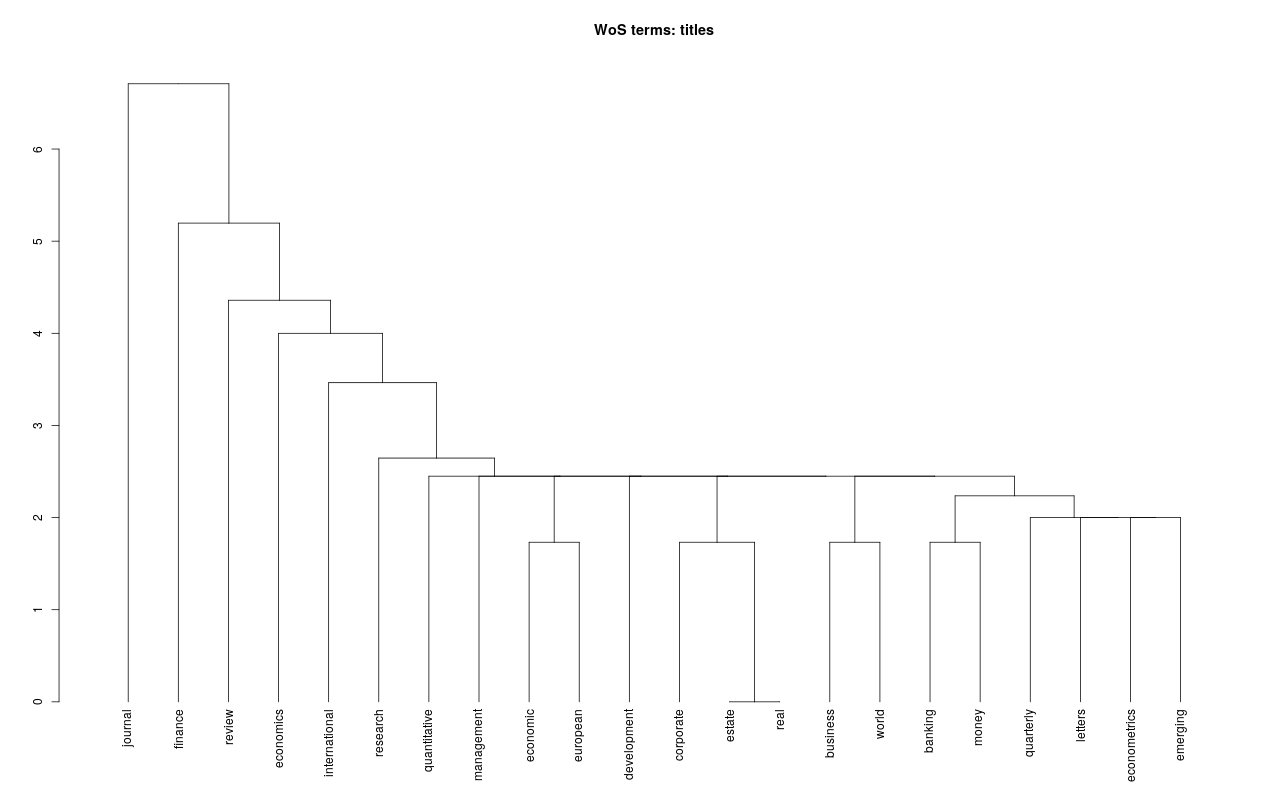 WoS terms: titles
6
5
4
3
2
1
0
journal
finance
review
economics
international
research
quantitative
management
economic
european
development
corporate
estate
real
business
world
banking
money
quarterly
letters
econometrics
emerging